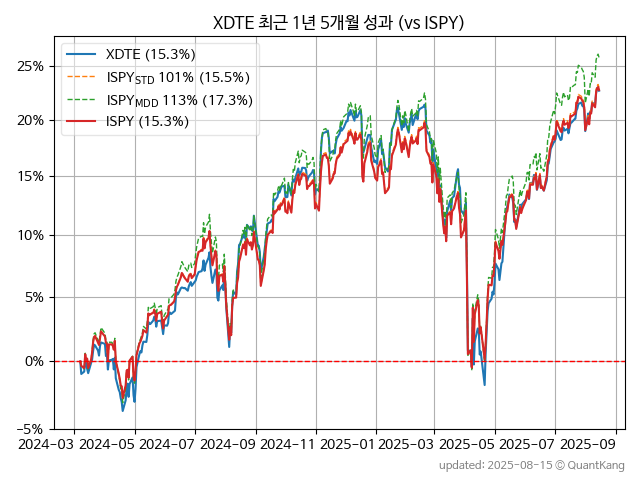 XDTE 최근 1년 5개월 성과 (vs ISPY)
XDTE (15.3%)
ISPY_STD 101% (15.5%)
ISPY_MDD 113% (17.3%)
ISPY (15.3%)
25%
20%
15%
10%
5%
0%
−5%
2024-03 2024-05 2024-07 2024-09 2024-11 2025-01 2025-03 2025-05 2025-07 2025-09
updated: 2025-08-15 © QuantKang